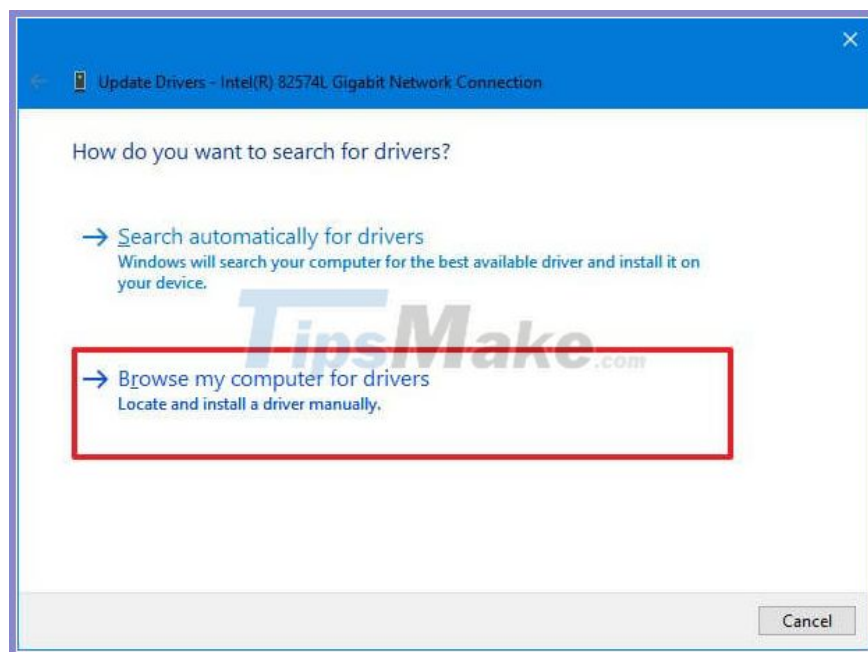 Update Drivers - Intel(R) 82574L Gigabit Network Connection
How do you want to search for drivers?
Search automatically for drivers
Windows will search your computer for the best available driver and install it on
your device.
TipsMake.com
Browse my computer for drivers
Locate and install a driver manually.
Cancel